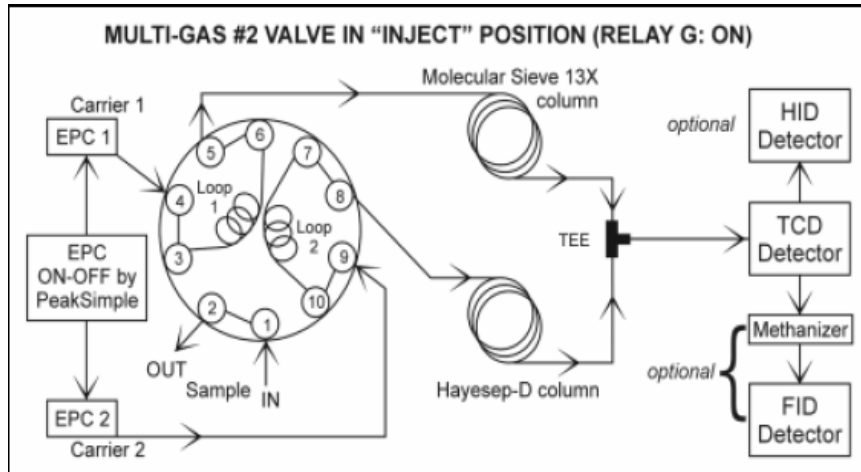 MULTI-GAS #2 VALVE IN “INJECT” POSITION (RELAY G: ON)
Carrier 1
EPC 1
EPC
ON-OFF by
PeakSimple
EPC 2
Carrier 2
5
6
7
4
8
Loop
1
Loop
2
3
9
10
2
1
OUT
Sample
IN
Molecular Sieve 13X
column
TEE
Hayesep-D column
optional
HID
Detector
TCD
Detector
Methanizer
optional
FID
Detector